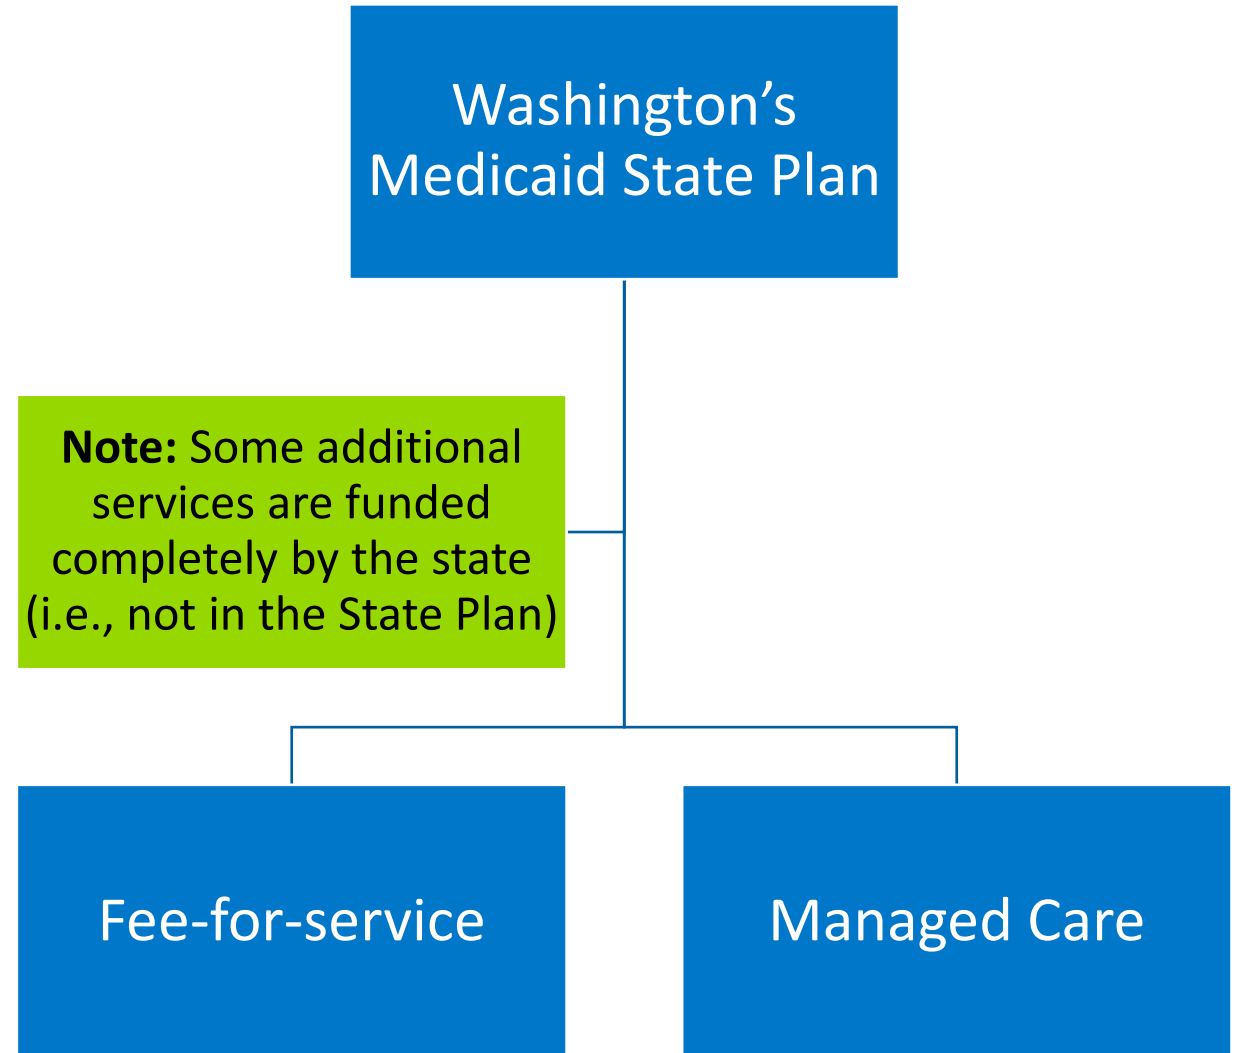 Washington’s
Medicaid State Plan
Note: Some additional
services are funded
completely by the state
(i.e., not in the State Plan)
Fee-for-service
Managed Care